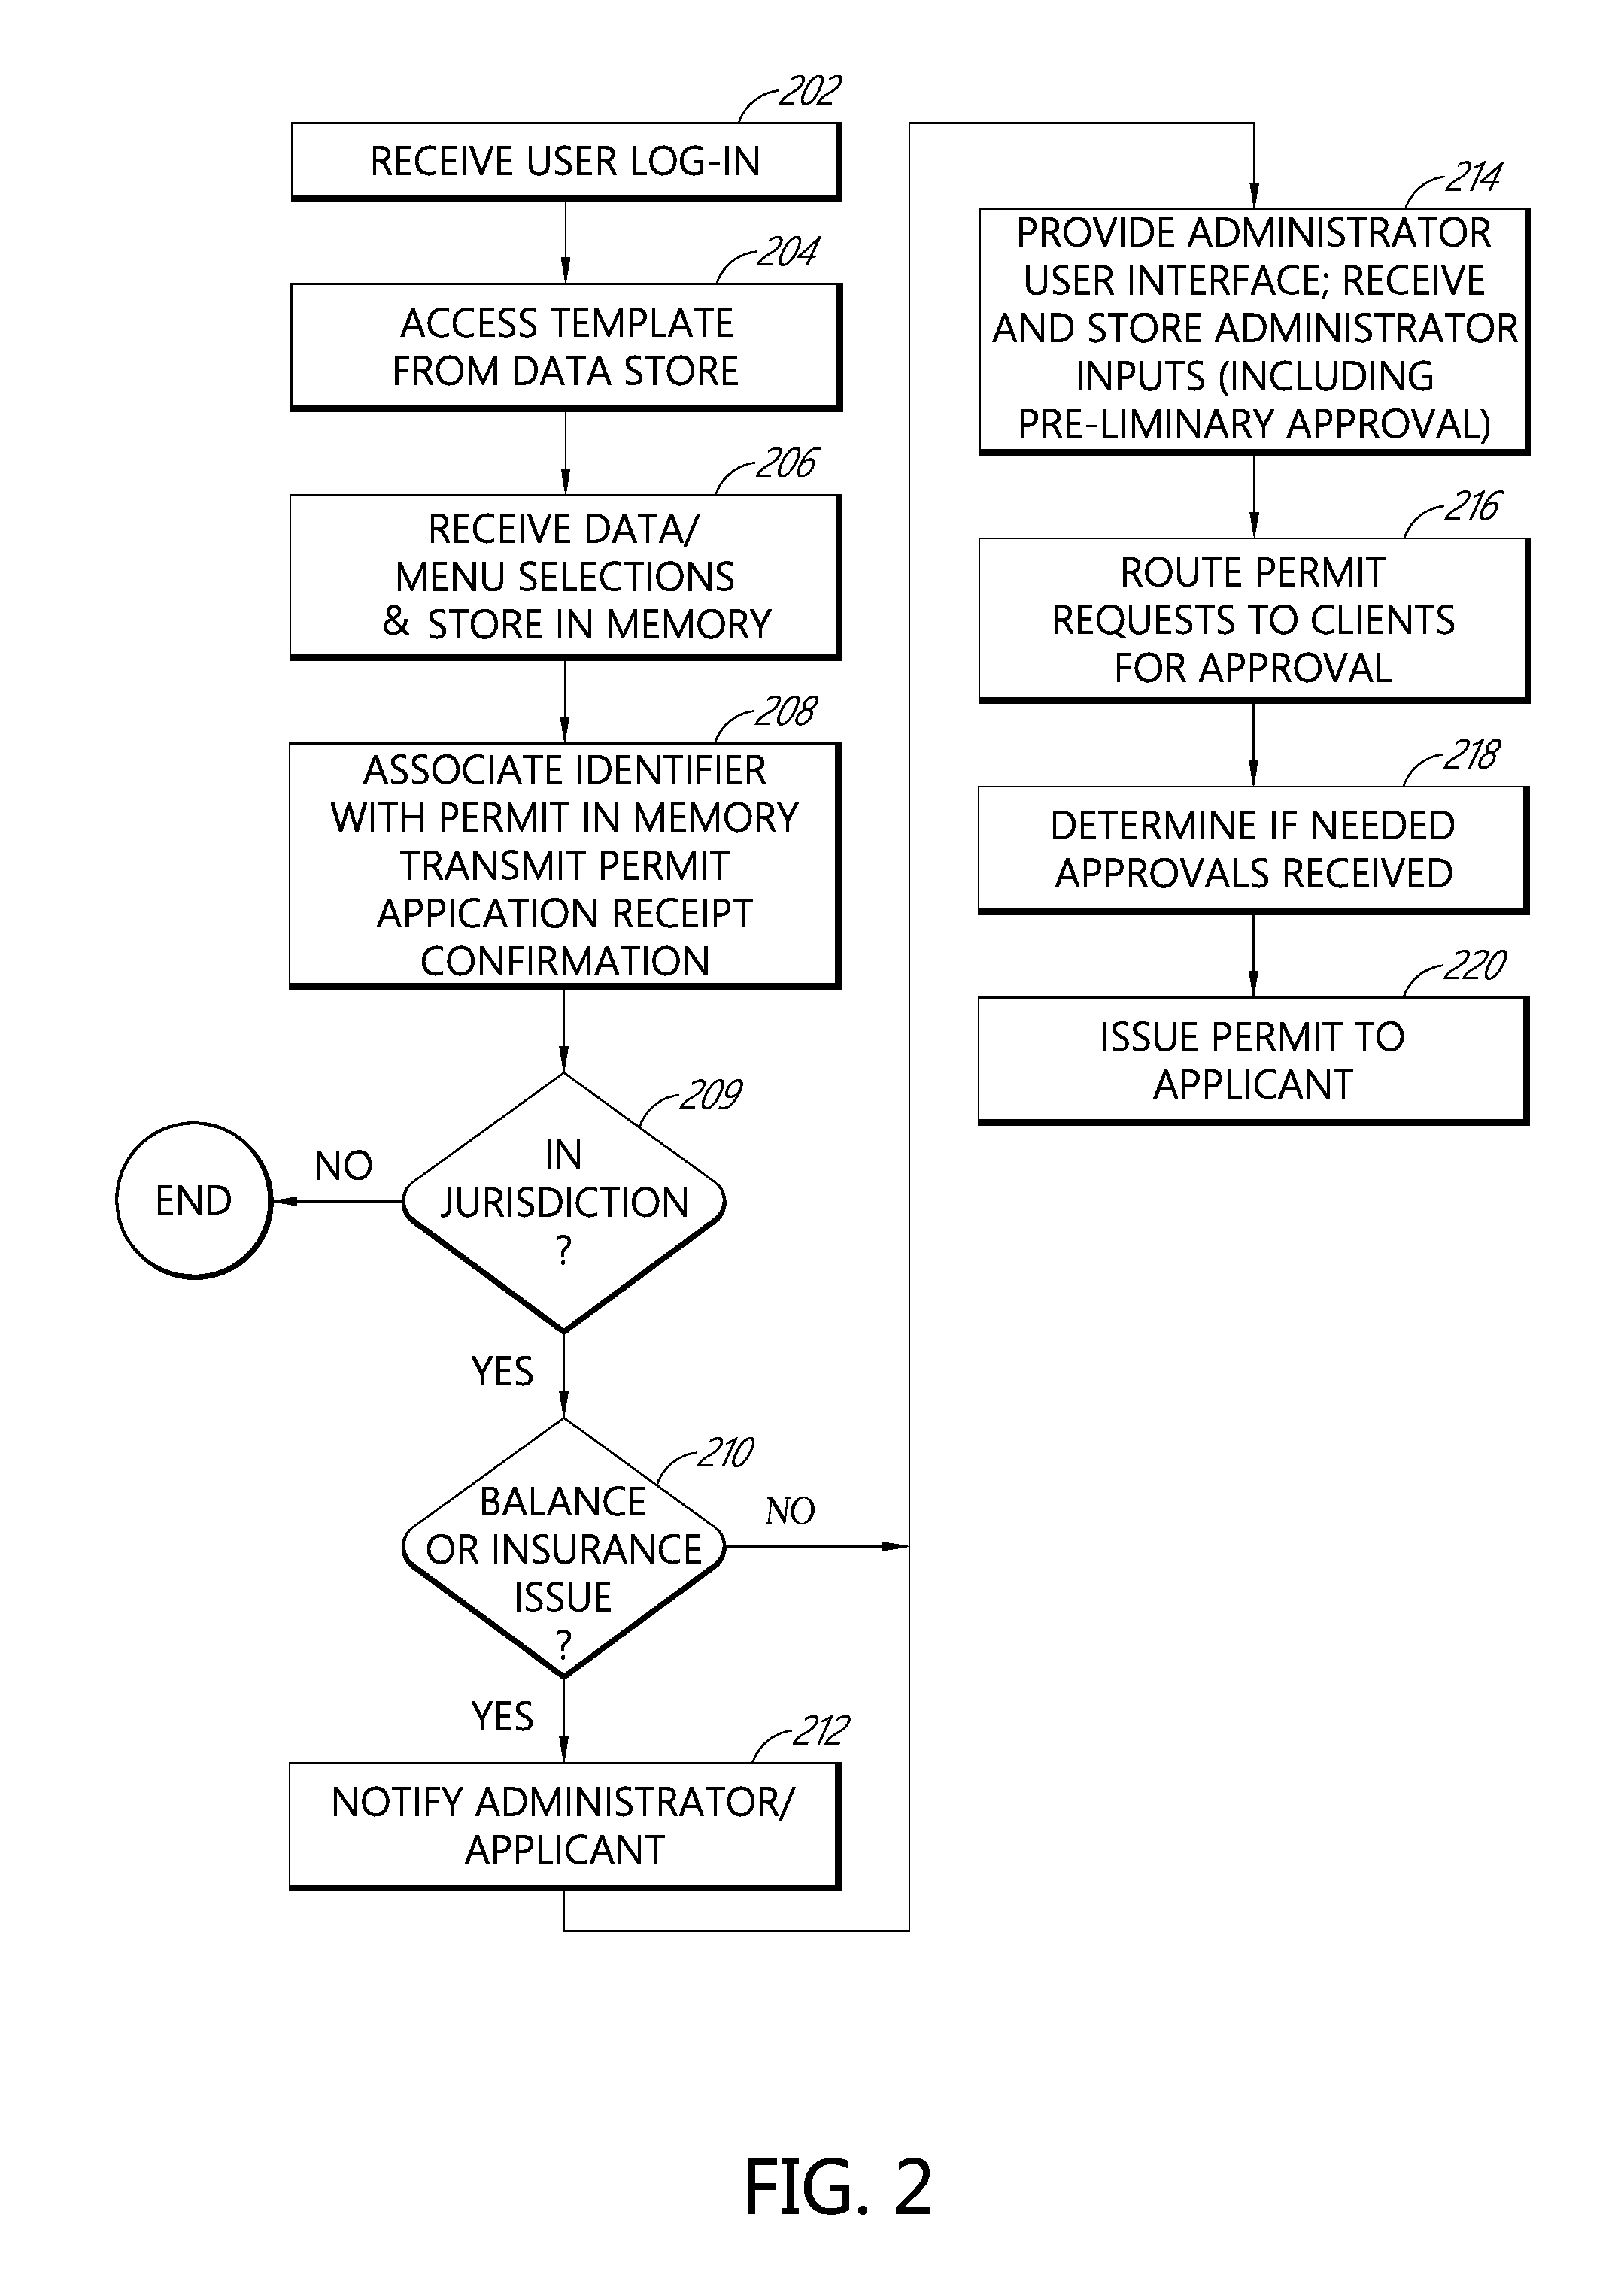 202
RECEIVE USER LOG-IN
204
ACCESS TEMPLATE
FROM DATA STORE
206
RECEIVE DATA/
MENU SELECTIONS
& STORE IN MEMORY
208
ASSOCIATE IDENTIFIER
WITH PERMIT IN MEMORY
TRANSMIT PERMIT
APPICATION RECEIPT
CONFIRMATION
209
IN
JURISDICTION
?
NO
END
YES
210
BALANCE
OR INSURANCE
ISSUE
?
NO
YES
212
NOTIFY ADMINISTRATOR/
APPLICANT
214
PROVIDE ADMINISTRATOR
USER INTERFACE; RECEIVE
AND STORE ADMINISTRATOR
INPUTS (INCLUDING
PRE-LIMINARY APPROVAL)
216
ROUTE PERMIT
REQUESTS TO CLIENTS
FOR APPROVAL
218
DETERMINE IF NEEDED
APPROVALS RECEIVED
220
ISSUE PERMIT TO
APPLICANT
FIG. 2